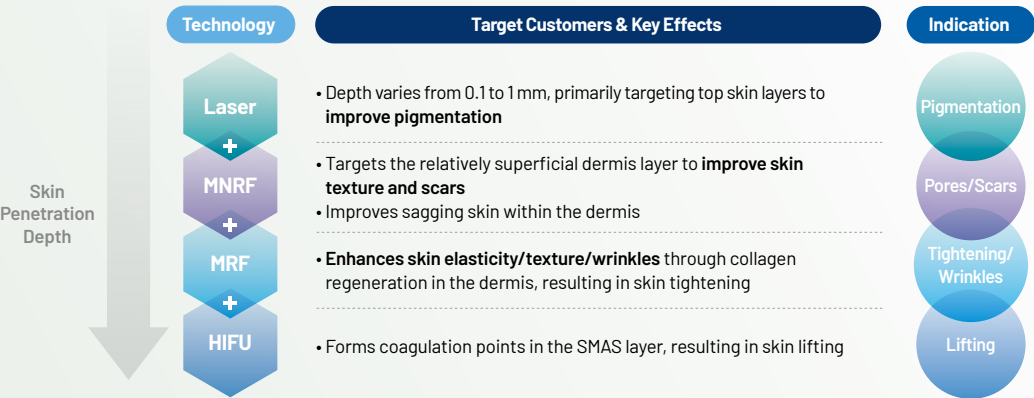 Technology
Target Customers & Key Effects
Indication
Skin
Penetration
Depth
Laser
• Depth varies from 0.1 to 1 mm, primarily targeting top skin layers to
improve pigmentation
Pigmentation
+
MNRF
• Targets the relatively superficial dermis layer to improve skin
texture and scars
• Improves sagging skin within the dermis
Pores/Scars
+
MRF
• Enhances skin elasticity/texture/wrinkles through collagen
regeneration in the dermis, resulting in skin tightening
Tightening/
Wrinkles
+
HIFU
• Forms coagulation points in the SMAS layer, resulting in skin lifting
Lifting